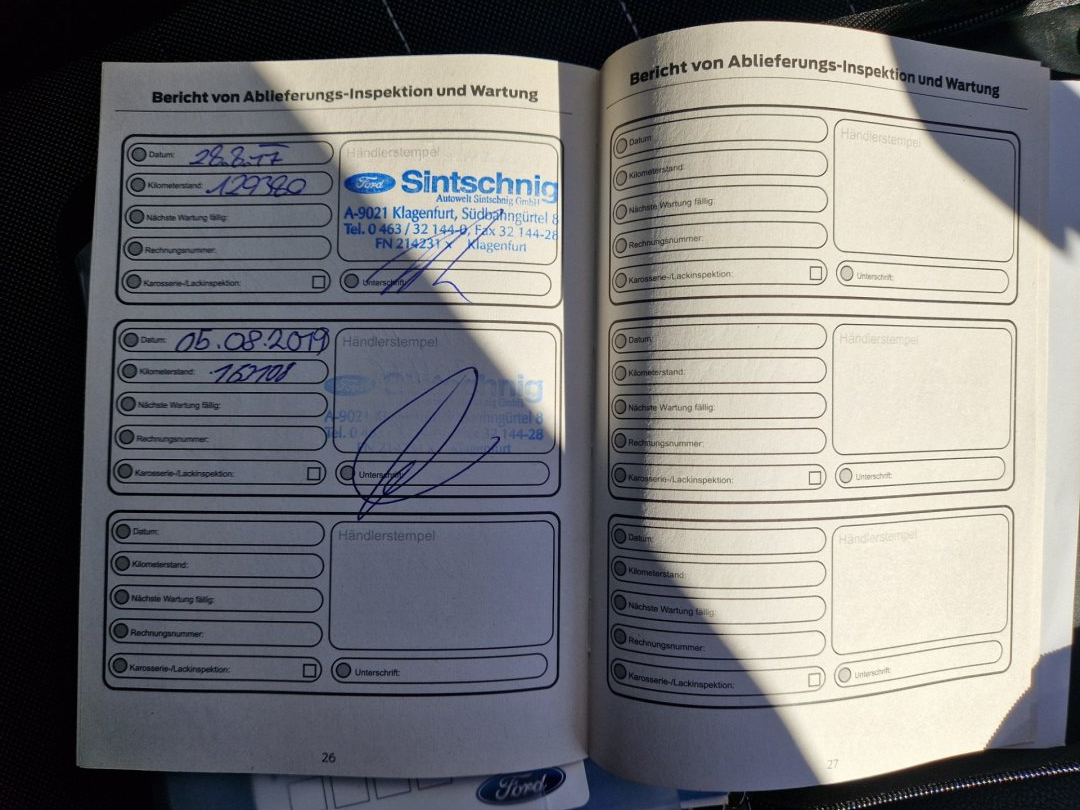 Bericht von Ablieferungs-Inspektion und Wartung
Datum: 28.8.17
Kilometerstand: 129380
Nächste Wartung fällig:
Rechnungsnummer:
Karosserie-/Lackinspektion:
Händlerstempel
Ford Sintschnig
Autowelt Sintschnig GmbH
A-9021 Klagenfurt, Südbahngürtel 8
Tel. 0 463 / 32 144-0, Fax 32 144-28
FN 214231 x Klagenfurt
Unterschrift:
Datum: 05.08.2019
Kilometerstand:
Nächste Wartung fällig:
Rechnungsnummer:
Karosserie-/Lackinspektion:
Händlerstempel
Unterschrift:
Datum:
Kilometerstand:
Nächste Wartung fällig:
Rechnungsnummer:
Karosserie-/Lackinspektion:
Händlerstempel
Unterschrift:
26
Ford
Bericht von Ablieferungs-Inspektion und Wartung
Datum:
Kilometerstand:
Nächste Wartung fällig:
Rechnungsnummer:
Karosserie-/Lackinspektion:
Händlerstempel
Unterschrift:
Datum:
Kilometerstand:
Nächste Wartung fällig:
Rechnungsnummer:
Karosserie-/Lackinspektion:
Händlerstempel
Unterschrift:
Datum:
Kilometerstand:
Nächste Wartung fällig:
Rechnungsnummer:
Karosserie-/Lackinspektion:
Händlerstempel
Unterschrift:
27